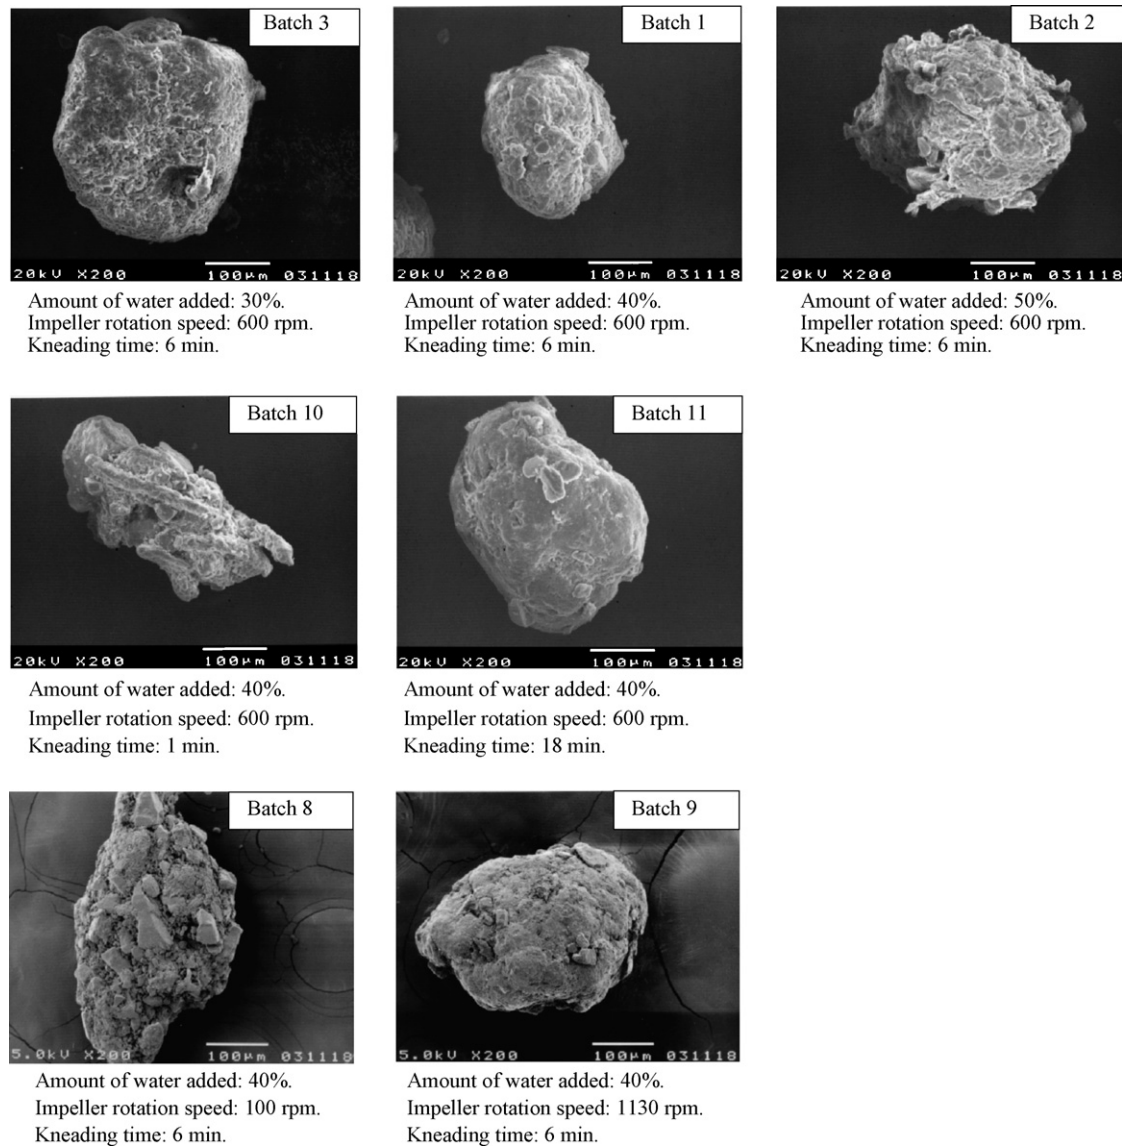 Batch 3
20kV X200 100µm 031118
Amount of water added: 30%.
Impeller rotation speed: 600 rpm.
Kneading time: 6 min.
Batch 1
20kV X200 100µm 031118
Amount of water added: 40%.
Impeller rotation speed: 600 rpm.
Kneading time: 6 min.
Batch 2
20kV X200 100µm 031118
Amount of water added: 50%.
Impeller rotation speed: 600 rpm.
Kneading time: 6 min.
Batch 10
20kV X200 100µm 031118
Amount of water added: 40%.
Impeller rotation speed: 600 rpm.
Kneading time: 1 min.
Batch 11
20kV X200 100µm 031118
Amount of water added: 40%.
Impeller rotation speed: 600 rpm.
Kneading time: 18 min.
Batch 8
5.0kV X200 100µm 031118
Amount of water added: 40%.
Impeller rotation speed: 100 rpm.
Kneading time: 6 min.
Batch 9
5.0kV X200 100µm 031118
Amount of water added: 40%.
Impeller rotation speed: 1130 rpm.
Kneading time: 6 min.